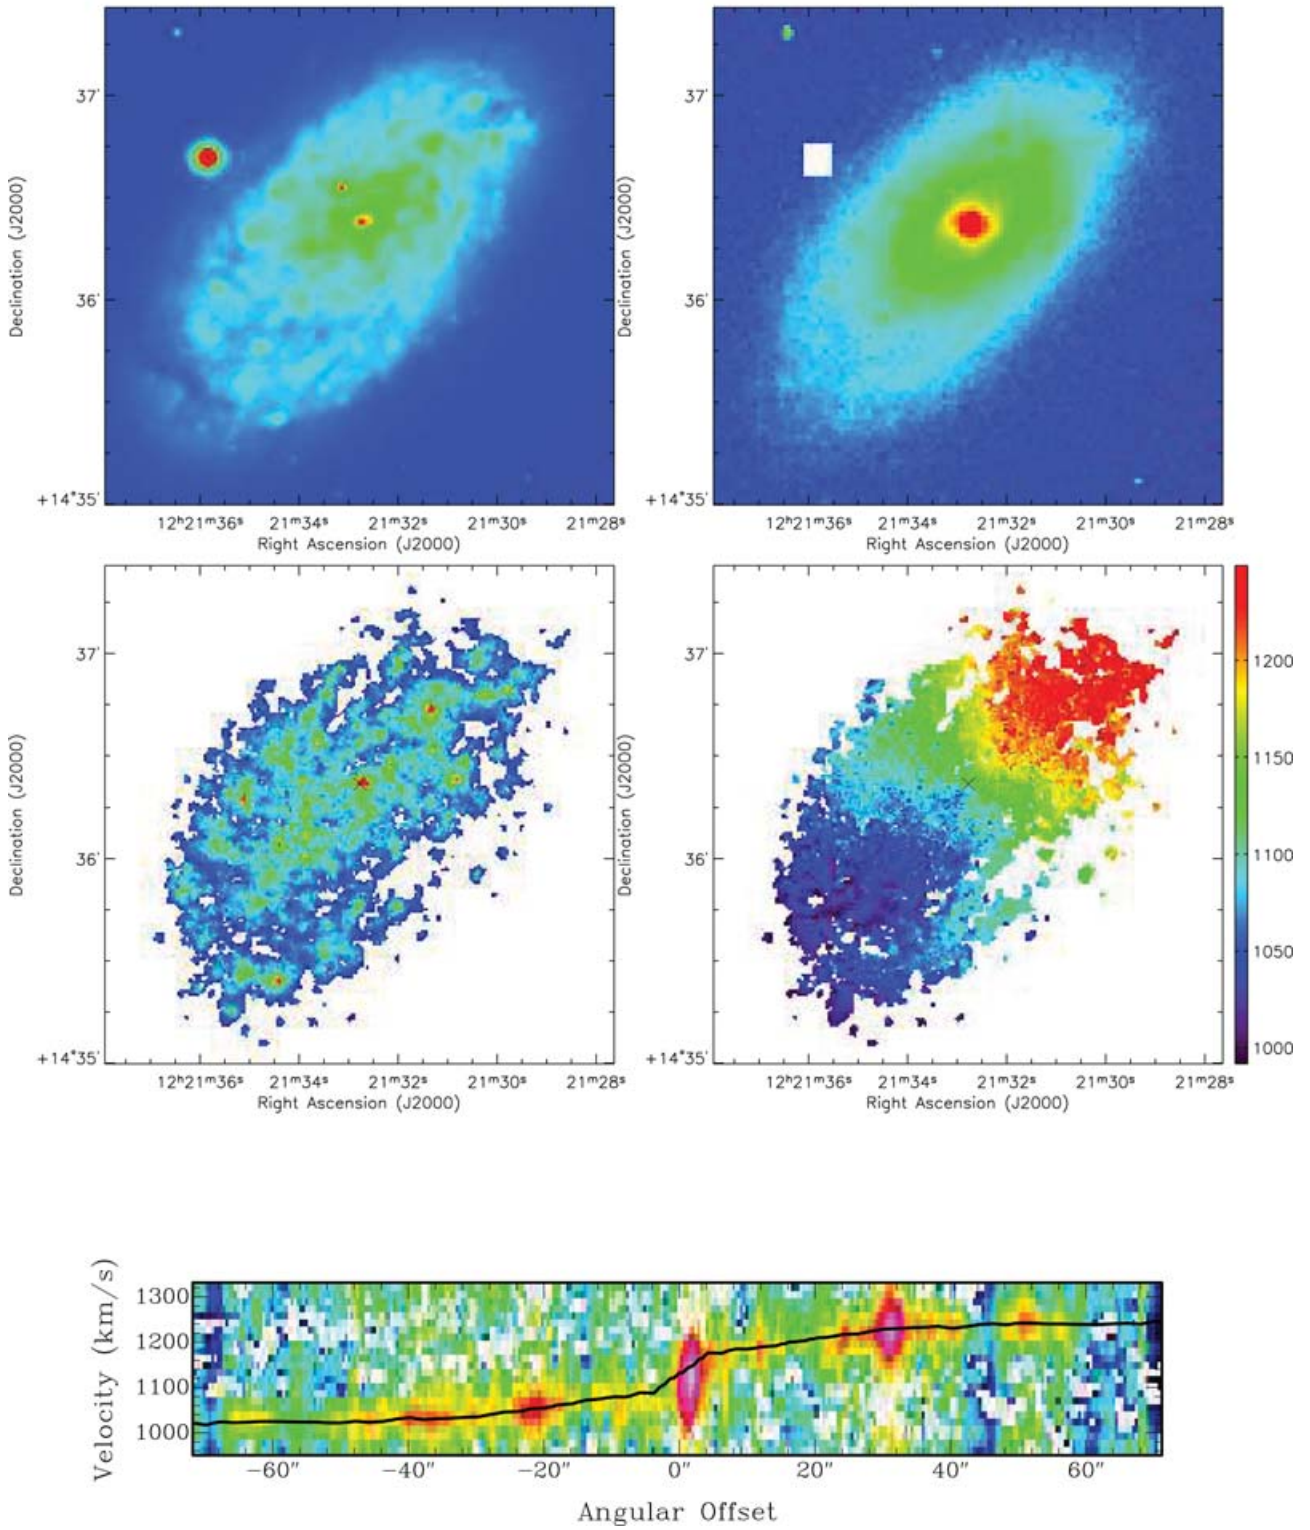 37'
36'
+14°35'
Declination (J2000)
12ʰ21ᵐ36ˢ 21ᵐ34ˢ 21ᵐ32ˢ 21ᵐ30ˢ 21ᵐ28ˢ
Right Ascension (J2000)
37'
36'
+14°35'
Declination (J2000)
12ʰ21ᵐ36ˢ 21ᵐ34ˢ 21ᵐ32ˢ 21ᵐ30ˢ 21ᵐ28ˢ
Right Ascension (J2000)
37'
36'
+14°35'
Declination (J2000)
12ʰ21ᵐ36ˢ 21ᵐ34ˢ 21ᵐ32ˢ 21ᵐ30ˢ 21ᵐ28ˢ
Right Ascension (J2000)
37'
36'
+14°35'
Declination (J2000)
12ʰ21ᵐ36ˢ 21ᵐ34ˢ 21ᵐ32ˢ 21ᵐ30ˢ 21ᵐ28ˢ
Right Ascension (J2000)
1200
1150
1100
1050
1000
Velocity (km/s)
1300
1200
1100
1000
−60″ −40″ −20″ 0″ 20″ 40″ 60″
Angular Offset